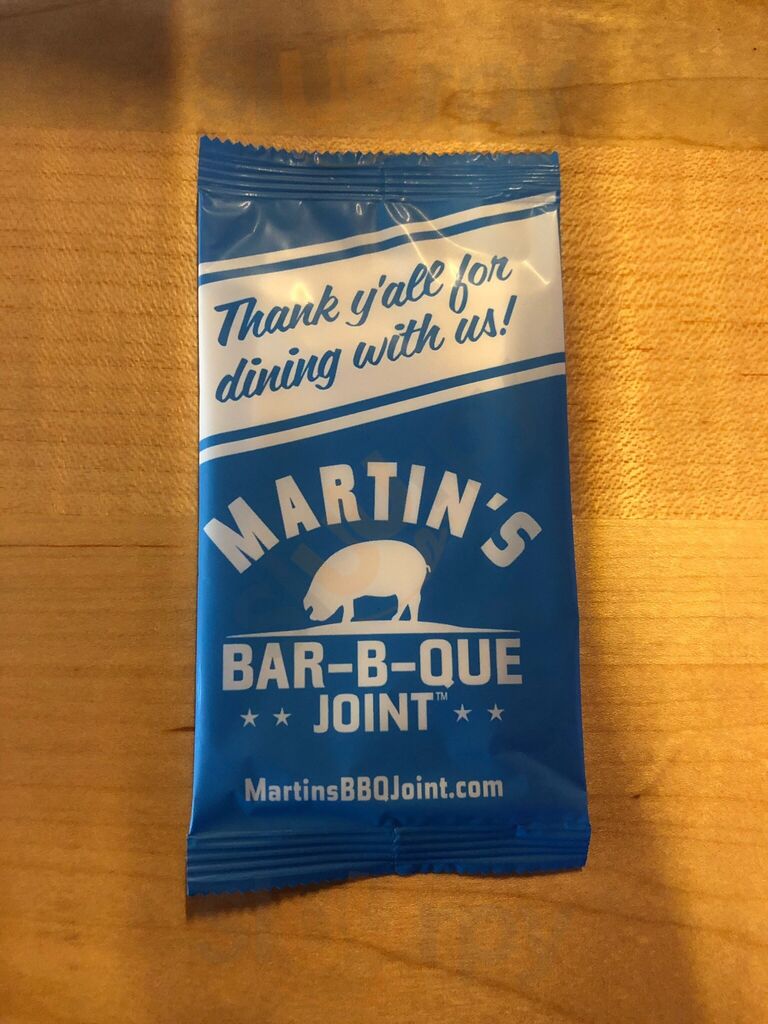 Thank y'all for
dining with us!
MARTIN'S
BAR-B-QUE
JOINT™
MartinsBBQJoint.com